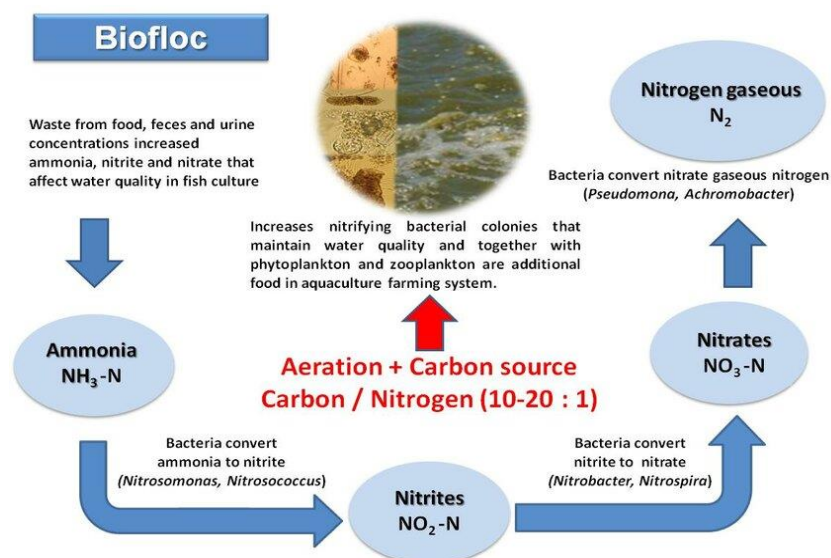 Biofloc
Waste from food, feces and urine
concentrations increased
ammonia, nitrite and nitrate that
affect water quality in fish culture
Increases nitrifying bacterial colonies that
maintain water quality and together with
phytoplankton and zooplankton are additional
food in aquaculture farming system.
Nitrogen gaseous
N₂
Bacteria convert nitrate gaseous nitrogen
(Pseudomona, Achromobacter)
Ammonia
NH₃-N
Aeration + Carbon source
Carbon / Nitrogen (10-20 : 1)
Nitrates
NO₃-N
Bacteria convert
ammonia to nitrite
(Nitrosomonas, Nitrosococcus)
Nitrites
NO₂-N
Bacteria convert
nitrite to nitrate
(Nitrobacter, Nitrospira)